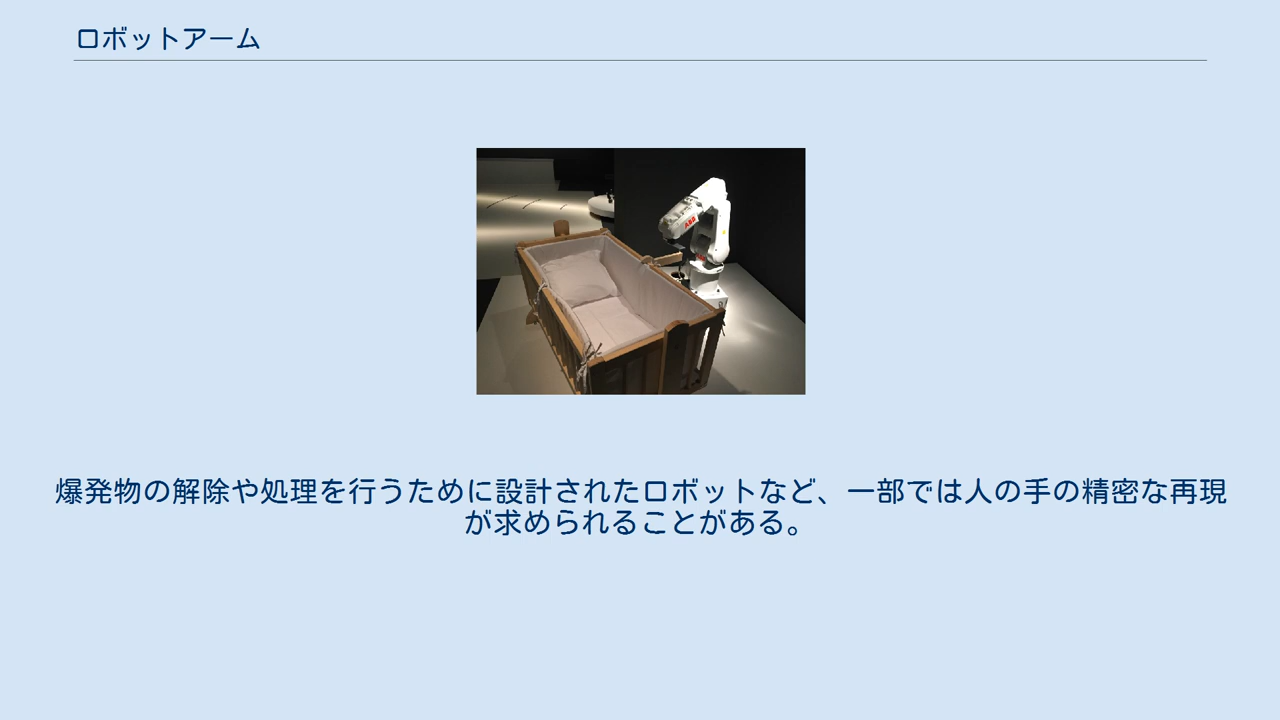 ロボットアーム
ABB
爆発物の解除や処理を行うために設計されたロボットなど、一部では人の手の精密な再現
が求められることがある。